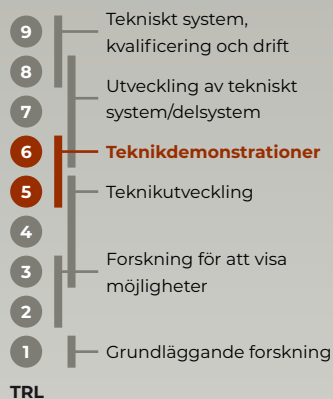 9
Tekniskt system,
kvalificering och drift
8
Utveckling av tekniskt
system/delsystem
7
6
Teknikdemonstrationer
5
Teknikutveckling
4
3
Forskning för att visa
möjligheter
2
1
Grundläggande forskning
TRL